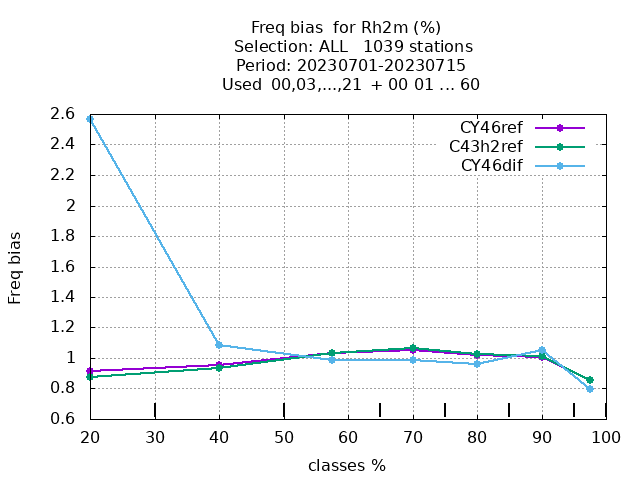 Freq bias  for Rh2m (%)
Selection: ALL   1039 stations
Period: 20230701-20230715
Used  00,03,...,21  + 00 01 ... 60
CY46ref
C43h2ref
CY46dif
2.6
2.4
2.2
2
1.8
1.6
1.4
1.2
1
0.8
0.6
Freq bias
20 30 40 50 60 70 80 90 100
classes %